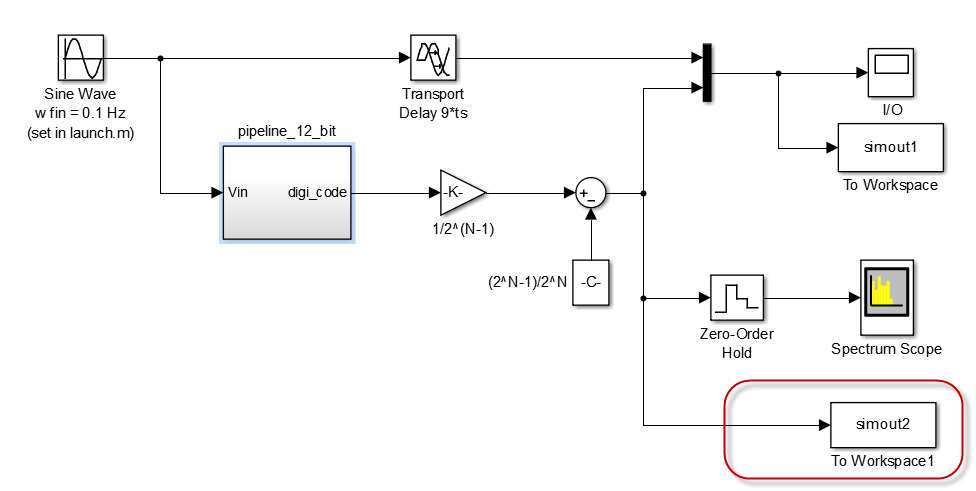 Sine Wave
w fin = 0.1 Hz
(set in launch.m)
Transport
Delay 9*ts
I/O
simout1
To Workspace
pipeline_12_bit
Vin
digi_code
-K-
1/2^(N-1)
+
−
(2^N-1)/2^N
-C-
Zero-Order
Hold
Spectrum Scope
simout2
To Workspace1